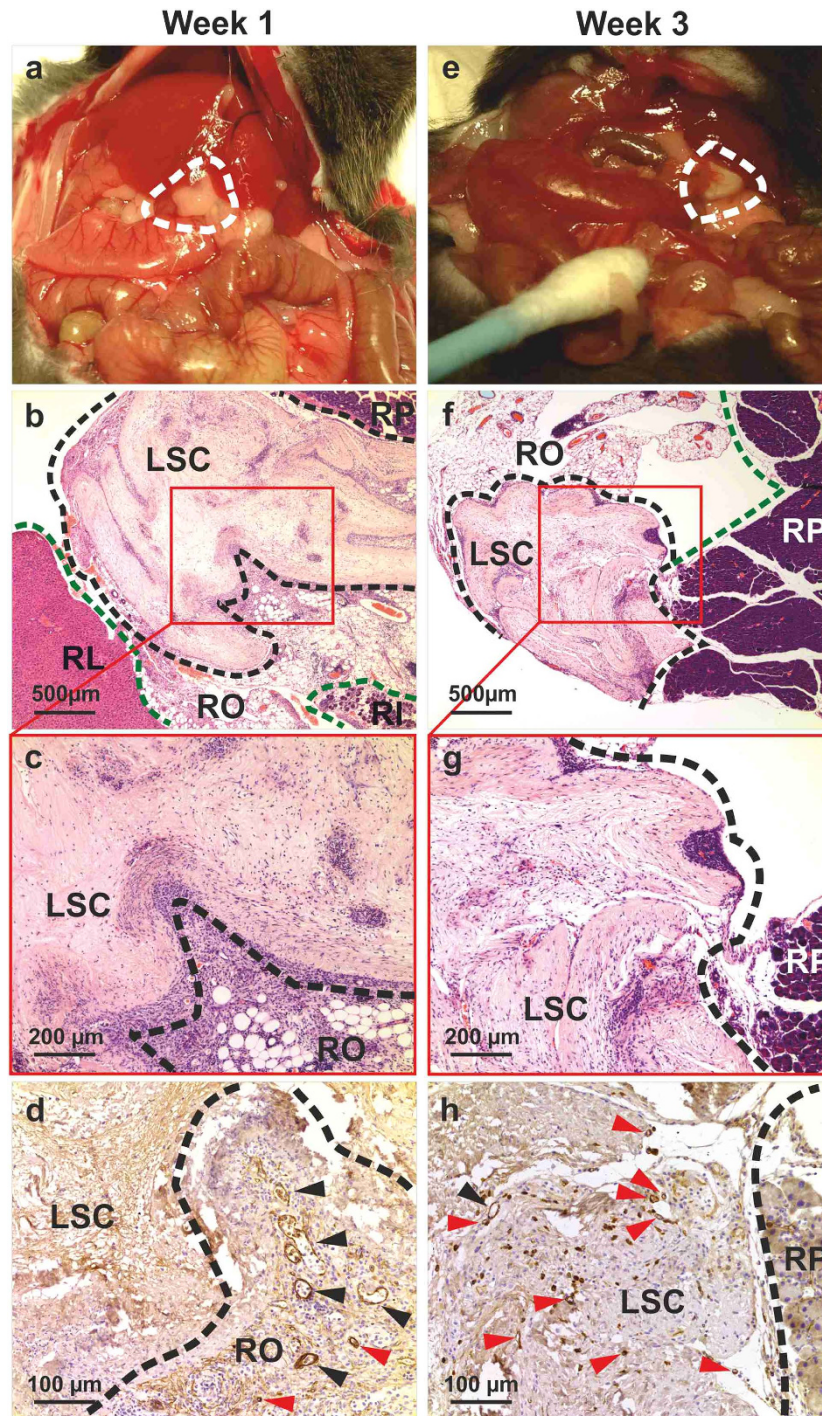 Week 1
Week 3
a
e
b
LSC
RP
RL
RO
RI
500µm
f
RO
LSC
RP
500µm
c
LSC
RO
200 µm
g
LSC
RP
200 µm
d
LSC
RO
100 µm
h
LSC
RP
100 µm